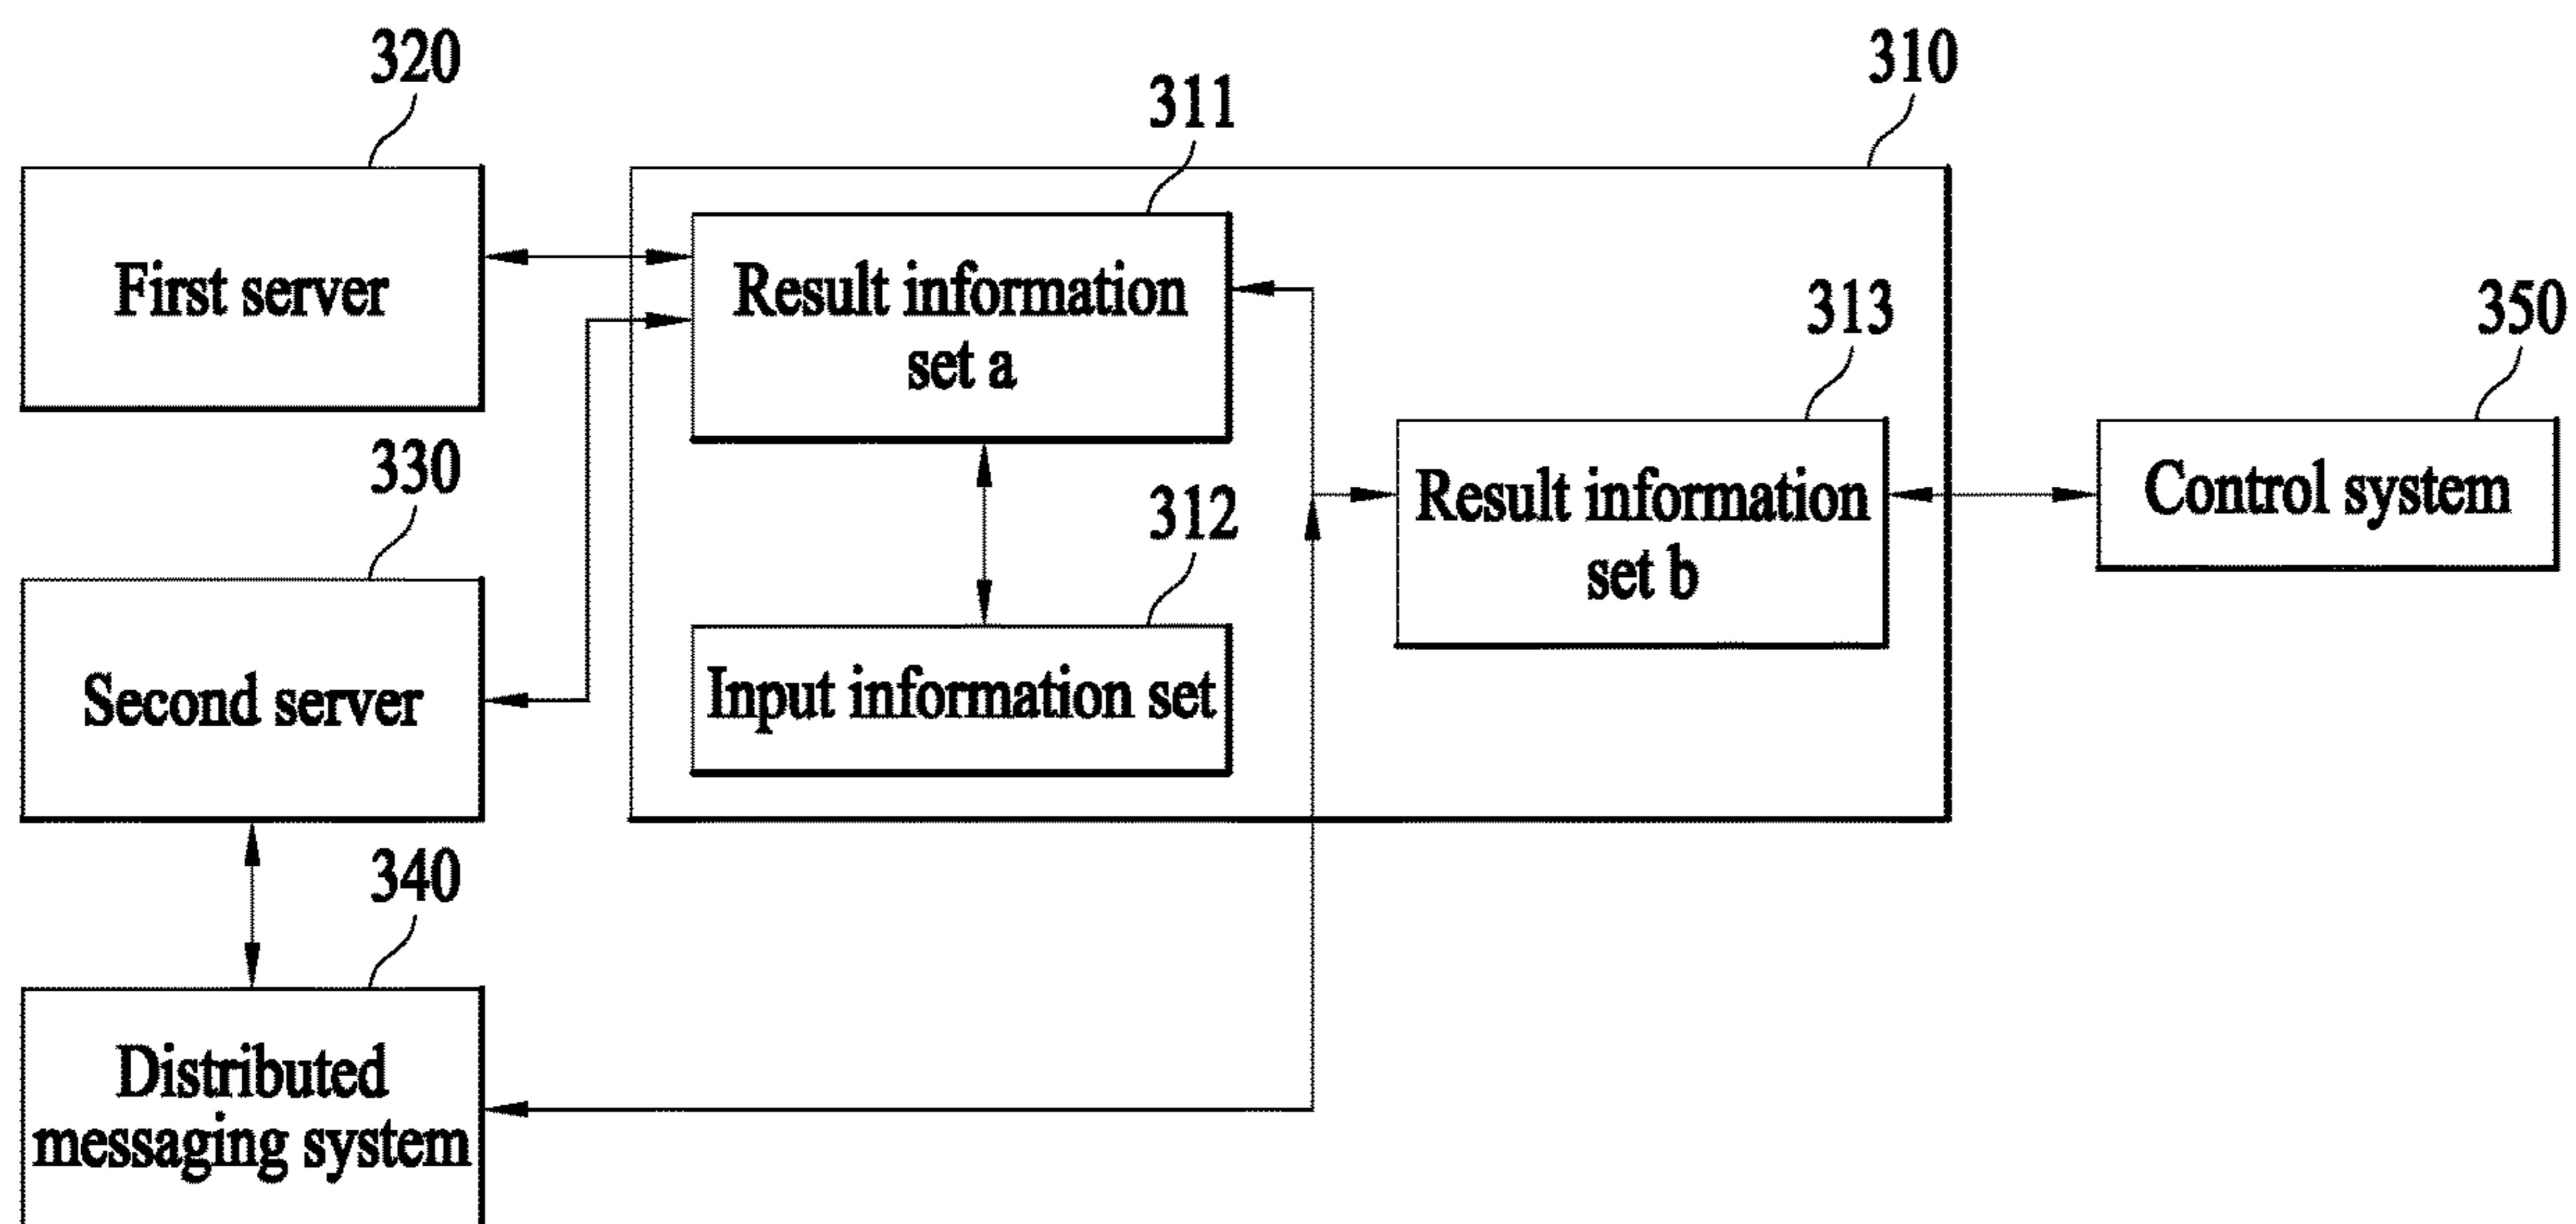 320
310
311
First server
Result information
set a
313
350
330
312
Result information
set b
Control system
Second server
Input information set
340
Distributed
messaging system